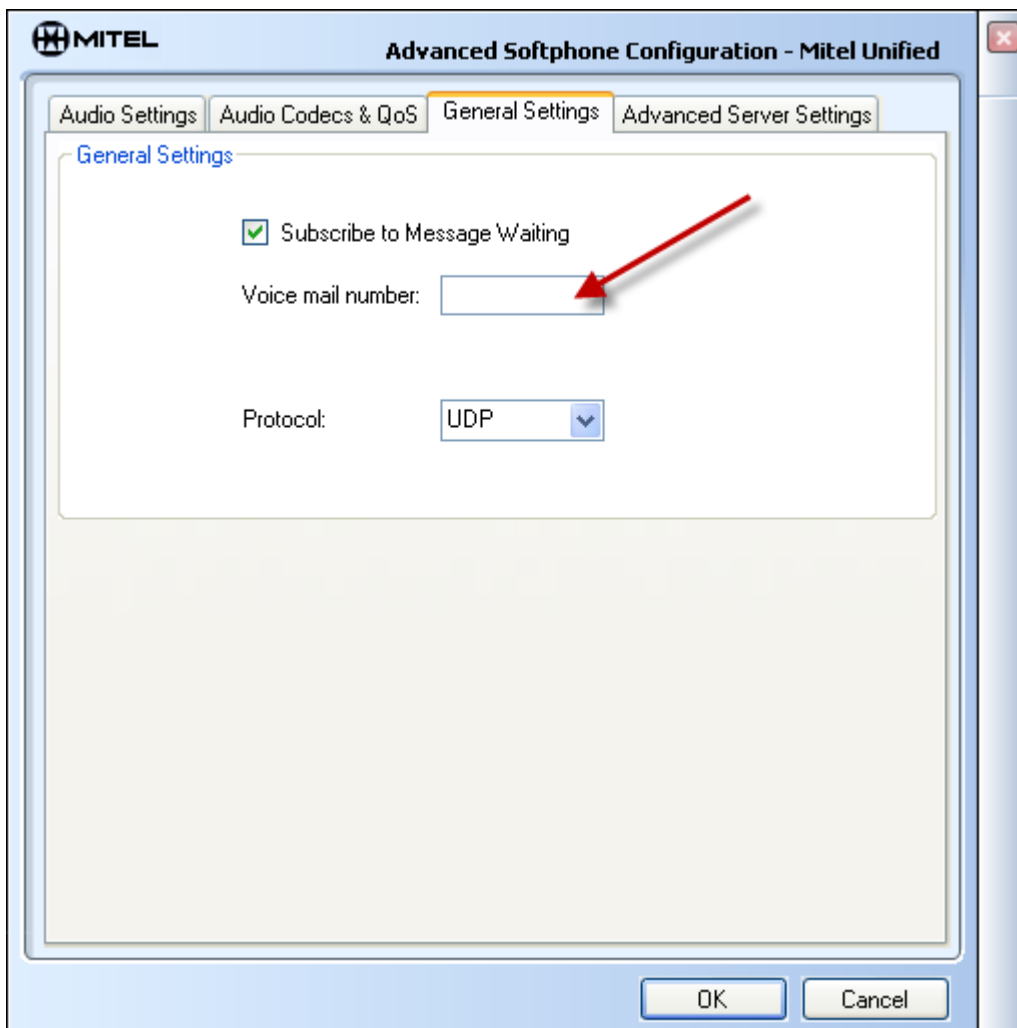 MITEL
Advanced Softphone Configuration - Mitel Unified
Audio Settings Audio Codecs & QoS General Settings Advanced Server Settings
General Settings
Subscribe to Message Waiting
Voice mail number:
Protocol: UDP
OK Cancel